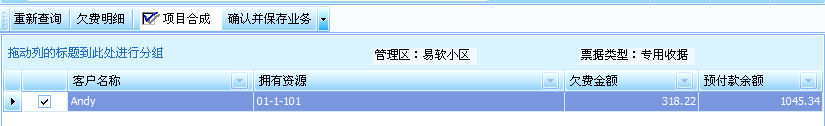 重新查询 欠费明细 项目合成 确认并保存业务
拖动列的标题到此处进行分组 管理区：易软小区 票据类型：专用收据
客户名称 拥有资源 欠费金额 预付款余额
Andy 01-1-101 318.22 1045.34